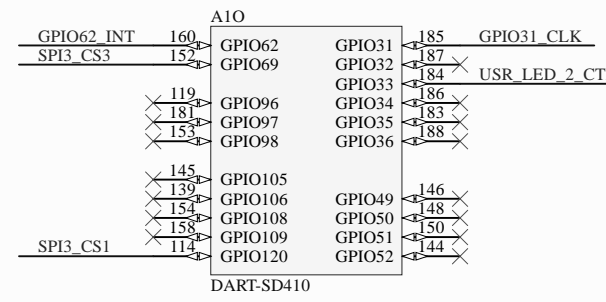 A1O
GPIO62_INT 160 GPIO62 GPIO31 185 GPIO31_CLK
SPI3_CS3 152 GPIO69 GPIO32 187
GPIO33 184 USR_LED_2_CT
119 GPIO96 GPIO34 186
181 GPIO97 GPIO35 183
153 GPIO98 GPIO36 188
145 GPIO105
139 GPIO106 GPIO49 146
154 GPIO108 GPIO50 148
158 GPIO109 GPIO51 150
SPI3_CS1 114 GPIO120 GPIO52 144
DART-SD410